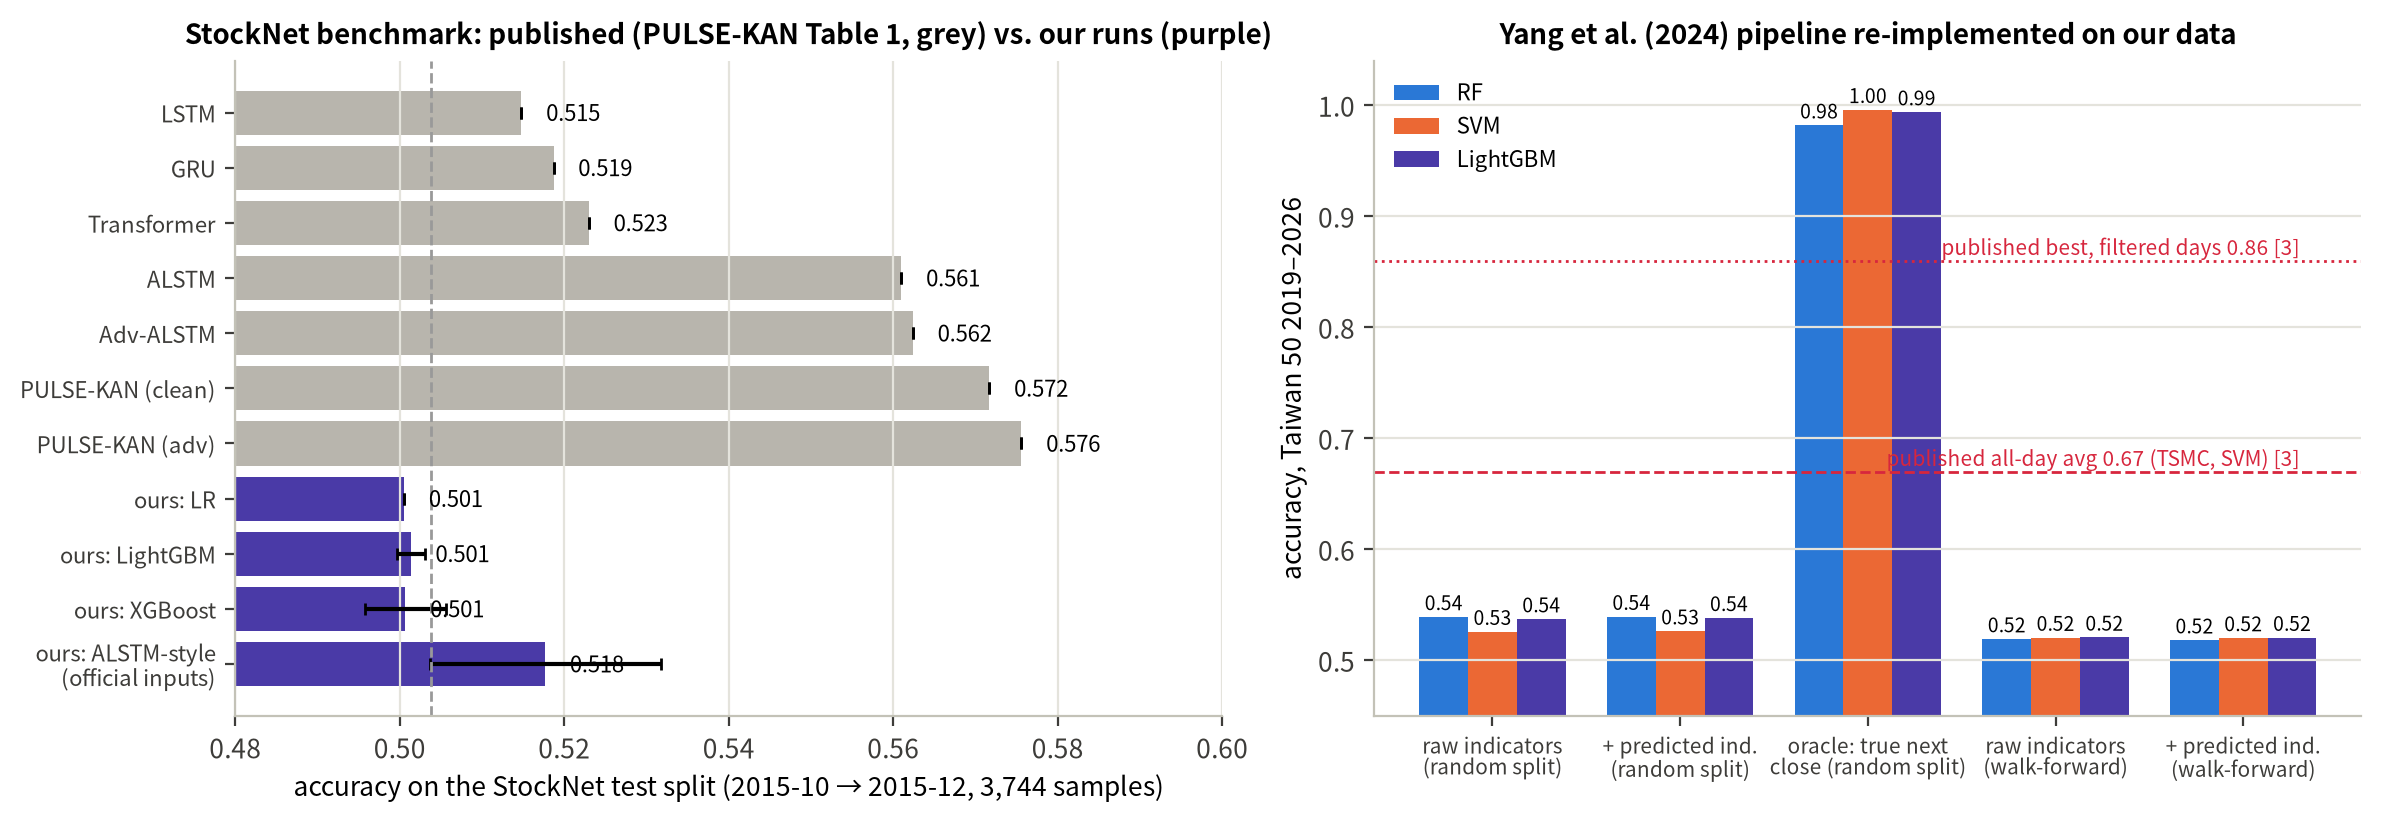 StockNet benchmark: published (PULSE-KAN Table 1, grey) vs. our runs (purple)
LSTM
0.515
GRU
0.519
Transformer
0.523
ALSTM
0.561
Adv-ALSTM
0.562
PULSE-KAN (clean)
0.572
PULSE-KAN (adv)
0.576
ours: LR
0.501
ours: LightGBM
0.501
ours: XGBoost
0.501
ours: ALSTM-style
(official inputs)
0.518
0.48 0.50 0.52 0.54 0.56 0.58 0.60
accuracy on the StockNet test split (2015-10 → 2015-12, 3,744 samples)
Yang et al. (2024) pipeline re-implemented on our data
RF
SVM
LightGBM
accuracy, Taiwan 50 2019–2026
1.0
0.9
0.8
0.7
0.6
0.5
published best, filtered days 0.86 [3]
published all-day avg 0.67 (TSMC, SVM) [3]
0.54 0.53 0.54
0.54 0.53 0.54
0.98 1.00 0.99
0.52 0.52 0.52
0.52 0.52 0.52
raw indicators
(random split)
+ predicted ind.
(random split)
oracle: true next
close (random split)
raw indicators
(walk-forward)
+ predicted ind.
(walk-forward)